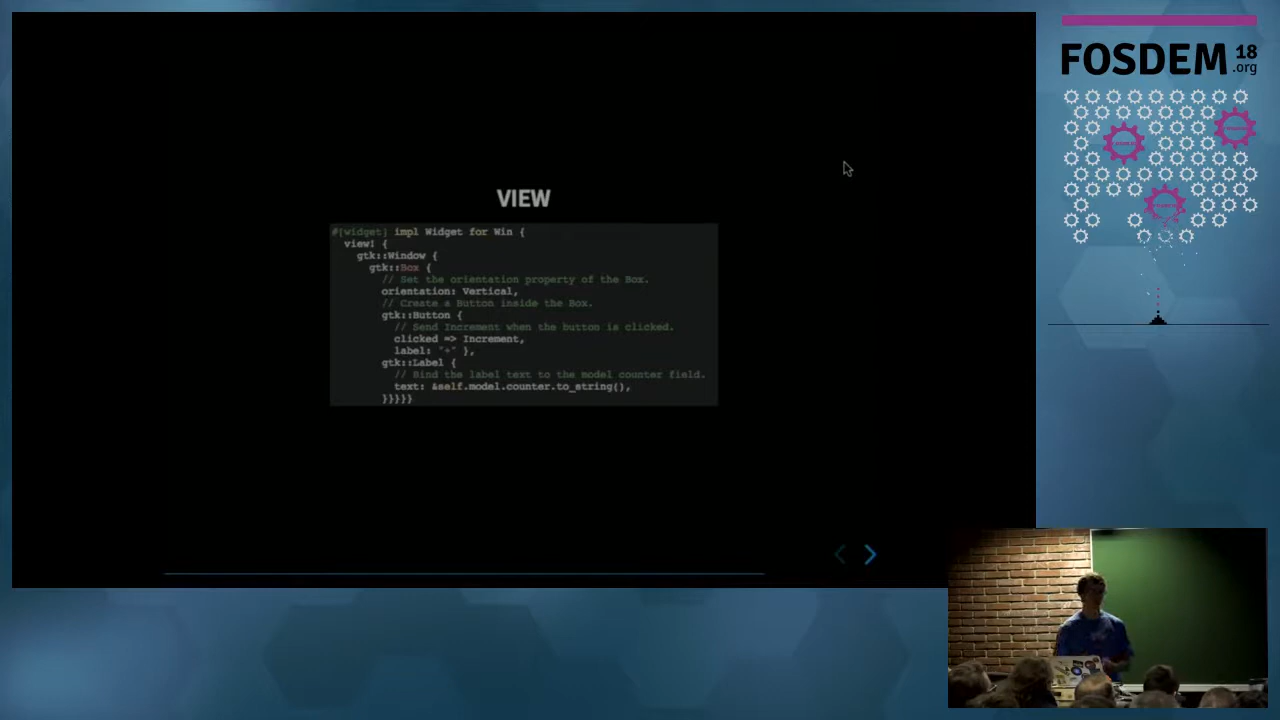 FOSDEM 18
.org
VIEW
#[widget] impl Widget for Win {
view! {
gtk::Window {
gtk::Box {
// Set the orientation property of the Box.
orientation: Vertical,
// Create a Button inside the Box.
gtk::Button {
// Send Increment when the button is clicked.
clicked => Increment,
label: "+" },
gtk::Label {
// Bind the label text to the model counter field.
text: &self.model.counter.to_string(),
}}}}}